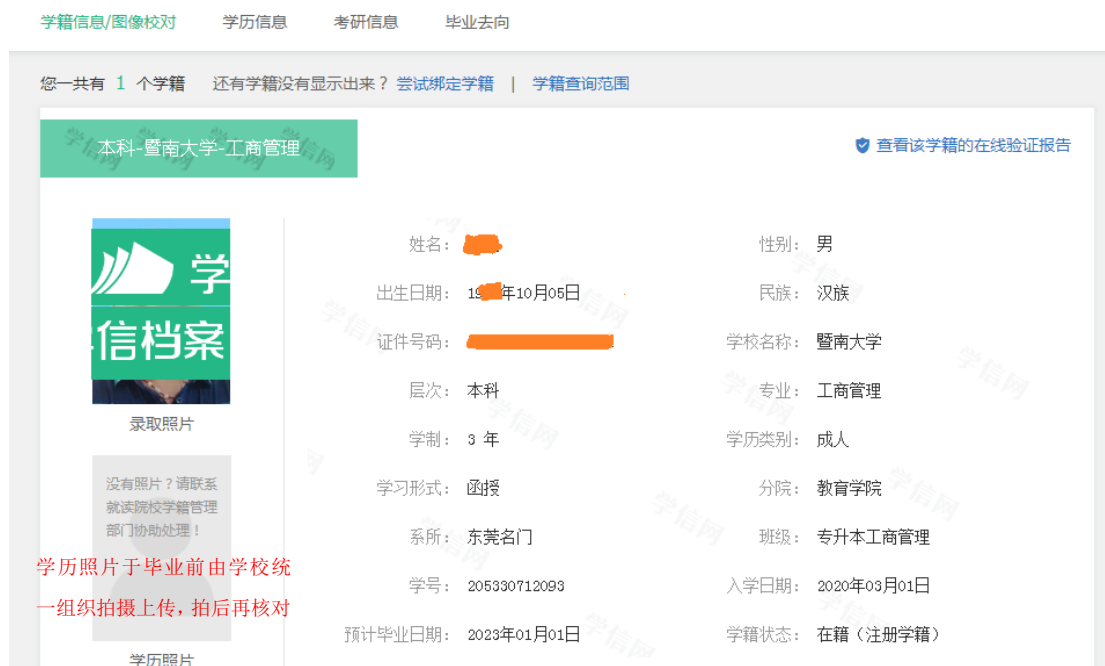 学籍信息/图像校对 学历信息 考研信息 毕业去向
您一共有 1 个学籍 还有学籍没有显示出来？尝试绑定学籍 | 学籍查询范围
本科-暨南大学-工商管理
查看该学籍的在线验证报告
学
信档案
录取照片
没有照片？请联系
就读院校学籍管理
部门协助处理！
学历照片于毕业前由学校统
一组织拍摄上传，拍后再核对
学历照片
姓名： 性别： 男
出生日期： 19 年10月05日 民族： 汉族
证件号码： 学校名称： 暨南大学
层次： 本科 专业： 工商管理
学制： 3 年 学历类别： 成人
学习形式： 函授 分院： 教育学院
系所： 东莞名门 班级： 专升本工商管理
学号： 205330712093 入学日期： 2020年03月01日
预计毕业日期： 2023年01月01日 学籍状态： 在籍（注册学籍）
学信网